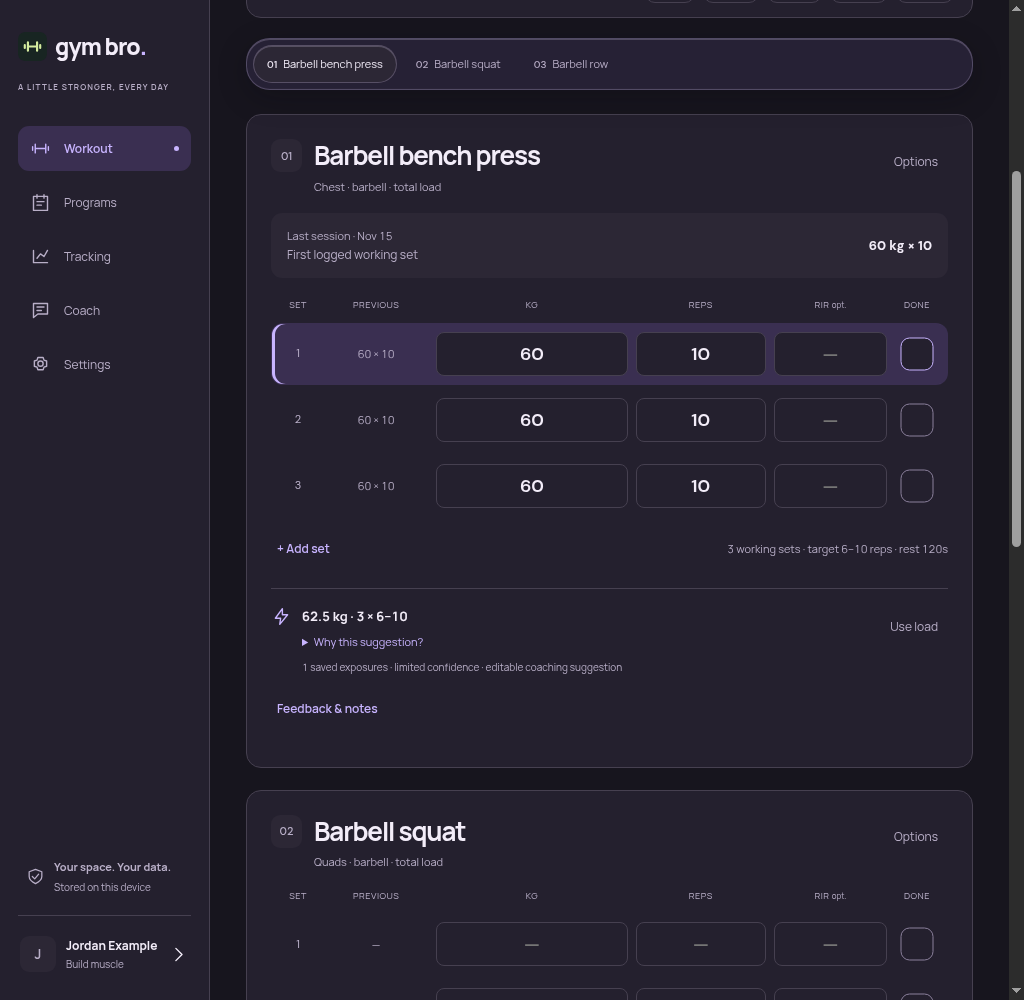 gym bro.
A LITTLE STRONGER, EVERY DAY
Workout
Programs
Tracking
Coach
Settings
Your space. Your data.
Stored on this device
J
Jordan Example
Build muscle
01 Barbell bench press
02 Barbell squat
03 Barbell row
01
Barbell bench press
Options
Chest · barbell · total load
Last session · Nov 15
First logged working set
60 kg × 10
SET PREVIOUS KG REPS RIR opt. DONE
1 60 × 10 60 10 —
2 60 × 10 60 10 —
3 60 × 10 60 10 —
+ Add set
3 working sets · target 6–10 reps · rest 120s
62.5 kg · 3 × 6–10
Use load
Why this suggestion?
1 saved exposures · limited confidence · editable coaching suggestion
Feedback & notes
02
Barbell squat
Options
Quads · barbell · total load
SET PREVIOUS KG REPS RIR opt. DONE
1 — — — —